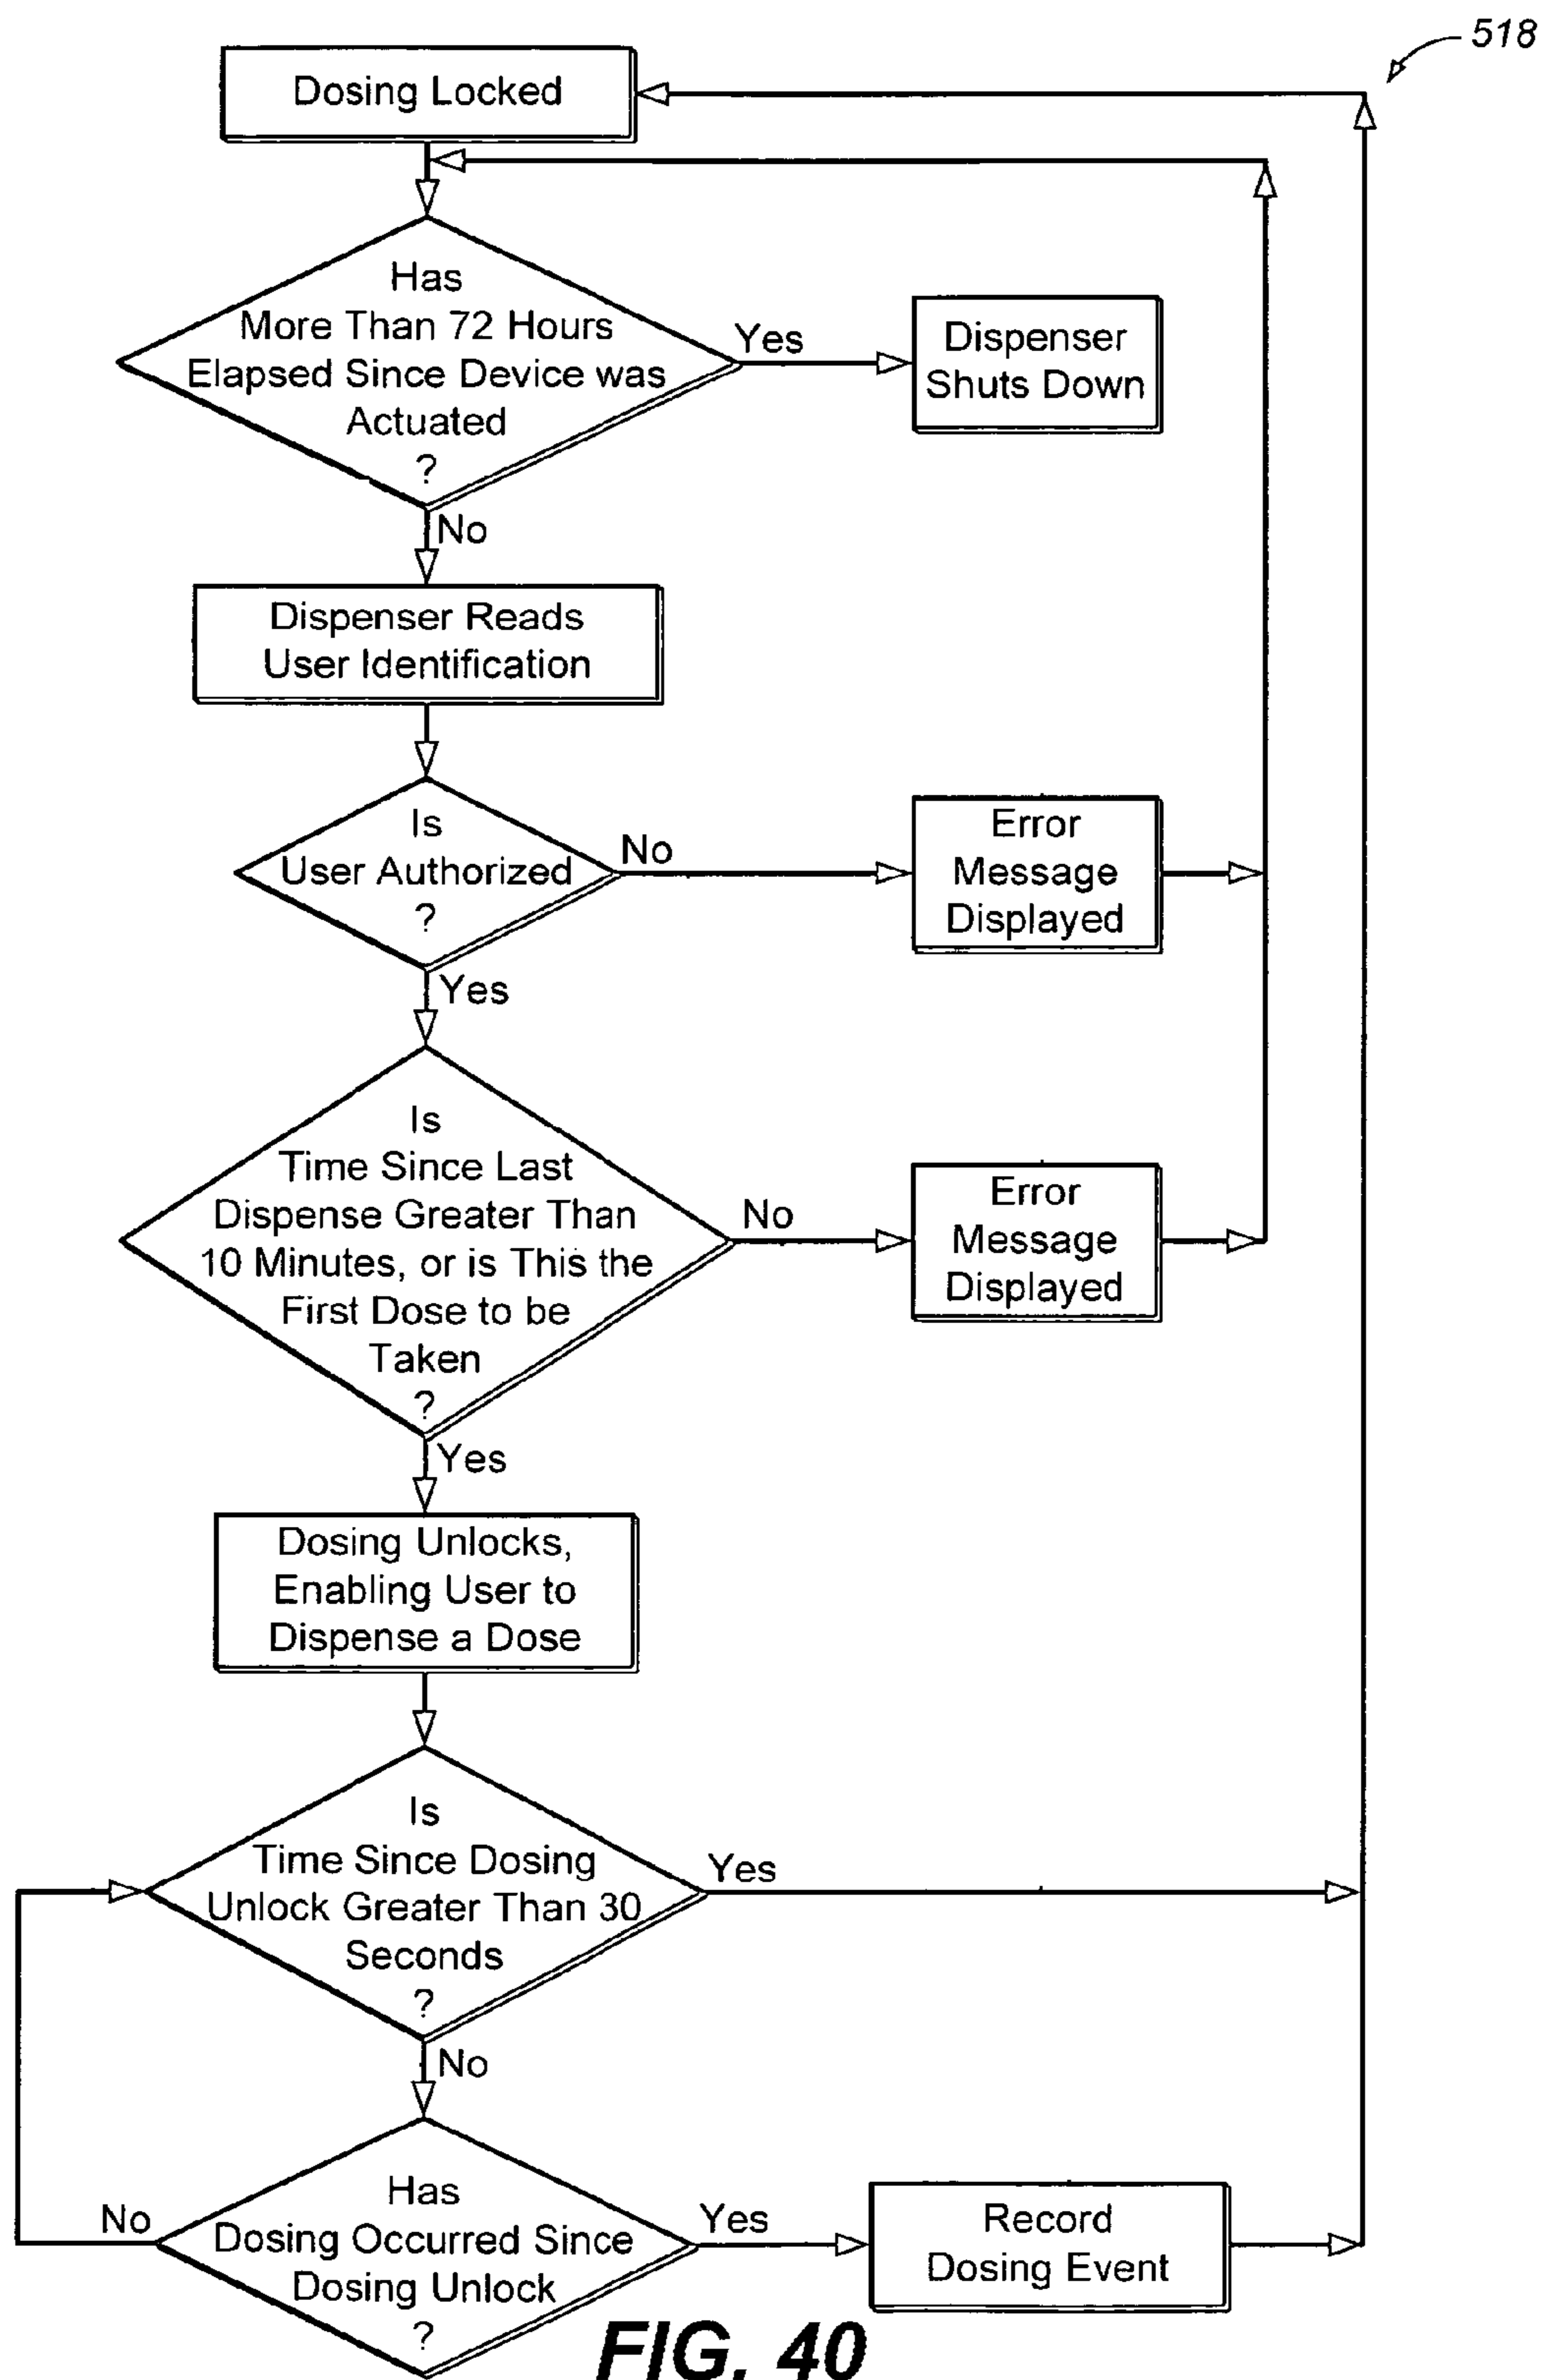 518
Dosing Locked
Has
More Than 72 Hours
Elapsed Since Device was
Actuated
?
Yes
Dispenser
Shuts Down
No
Dispenser Reads
User Identification
Is
User Authorized
?
No
Error
Message
Displayed
Yes
Is
Time Since Last
Dispense Greater Than
10 Minutes, or is This the
First Dose to be
Taken
?
No
Error
Message
Displayed
Yes
Dosing Unlocks,
Enabling User to
Dispense a Dose
Is
Time Since Dosing
Unlock Greater Than 30
Seconds
?
Yes
No
Has
Dosing Occurred Since
Dosing Unlock
?
No
Yes
Record
Dosing Event
FIG. 40